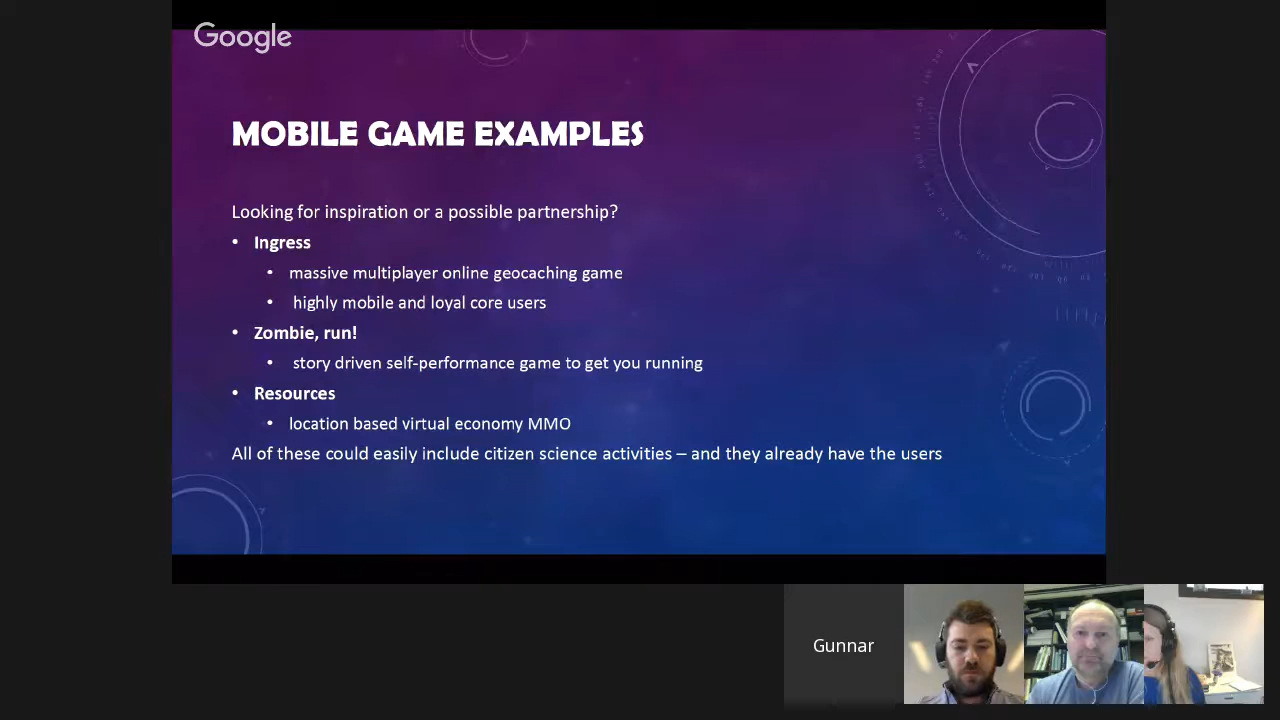 Google
MOBILE GAME EXAMPLES
Looking for inspiration or a possible partnership?
• Ingress
• massive multiplayer online geocaching game
• highly mobile and loyal core users
• Zombie, run!
• story driven self-performance game to get you running
• Resources
• location based virtual economy MMO
All of these could easily include citizen science activities – and they already have the users
Gunnar